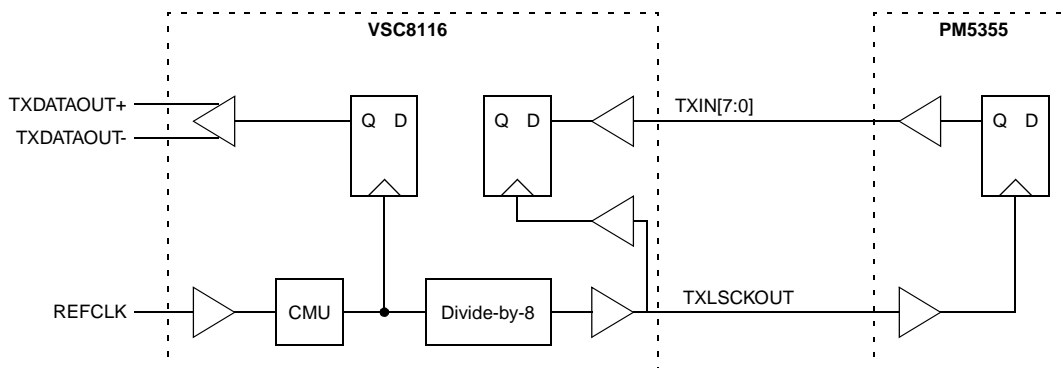 VSC8116
PM5355
TXDATAOUT+
TXDATAOUT-
Q D
Q D
TXIN[7:0]
Q D
REFCLK
CMU
Divide-by-8
TXLSCKOUT